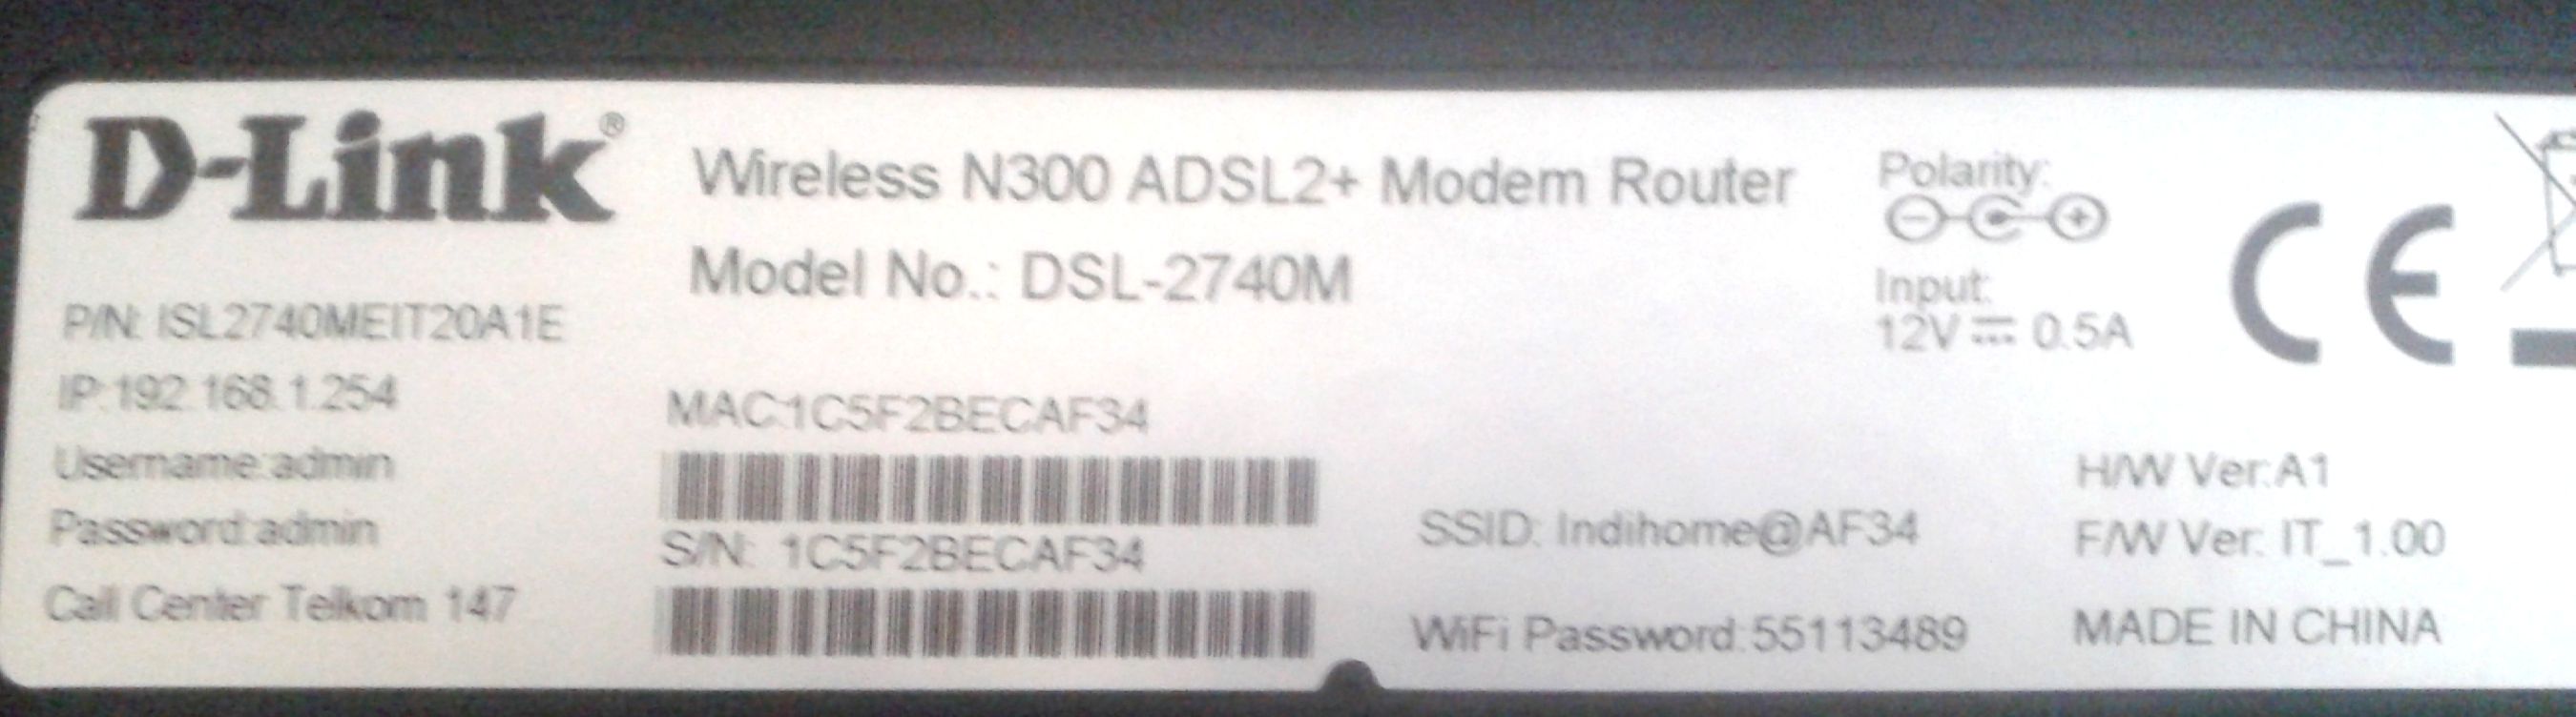 D-Link®
Wireless N300 ADSL2+ Modem Router
Model No.: DSL-2740M
P/N: ISL2740MEIT20A1E
IP:192.168.1.254
Username:admin
Password:admin
Call Center Telkom 147
MAC:1C5F2BECAF34
S/N: 1C5F2BECAF34
SSID: Indihome@AF34
WiFi Password:55113489
Polarity:
Input:
12V ⎓ 0.5A
CE
H/W Ver:A1
F/W Ver: IT_1.00
MADE IN CHINA